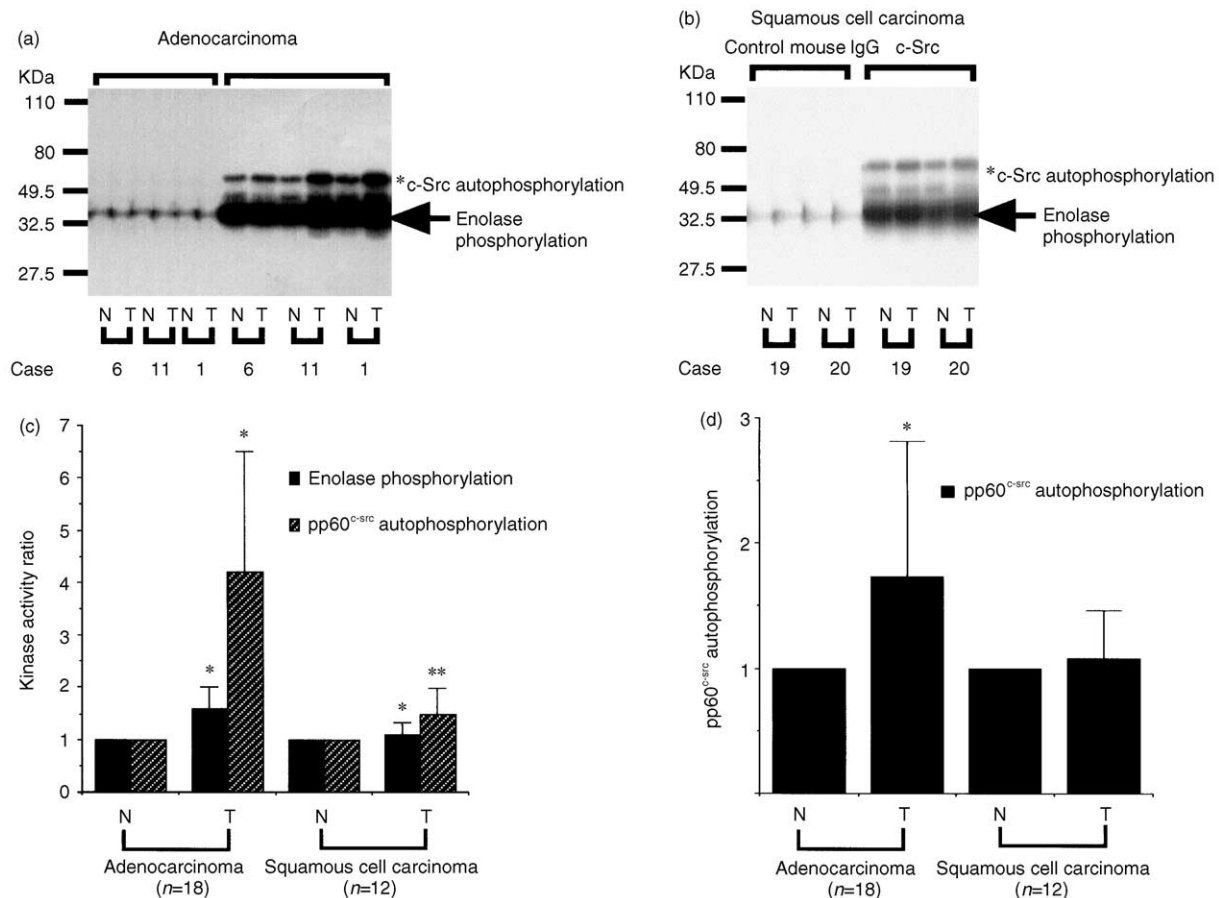 (a)
Adenocarcinoma
KDa
110
80
49.5
32.5
27.5
*c-Src autophosphorylation
Enolase
phosphorylation
N T N T N T N T N T N T
Case 6 11 1 6 11 1
(b)
Squamous cell carcinoma
Control mouse IgG c-Src
KDa
110
80
49.5
32.5
27.5
*c-Src autophosphorylation
Enolase
phosphorylation
N T N T N T N T
Case 19 20 19 20
(c)
Kinase activity ratio
7
6
5
4
3
2
1
0
* * * **
Enolase phosphorylation
pp60c-src autophosphorylation
N T N T
Adenocarcinoma Squamous cell carcinoma
(n=18) (n=12)
(d)
pp60c-src autophosphorylation
3
2
1
0
*
pp60c-src autophosphorylation
N T N T
Adenocarcinoma Squamous cell carcinoma
(n=18) (n=12)